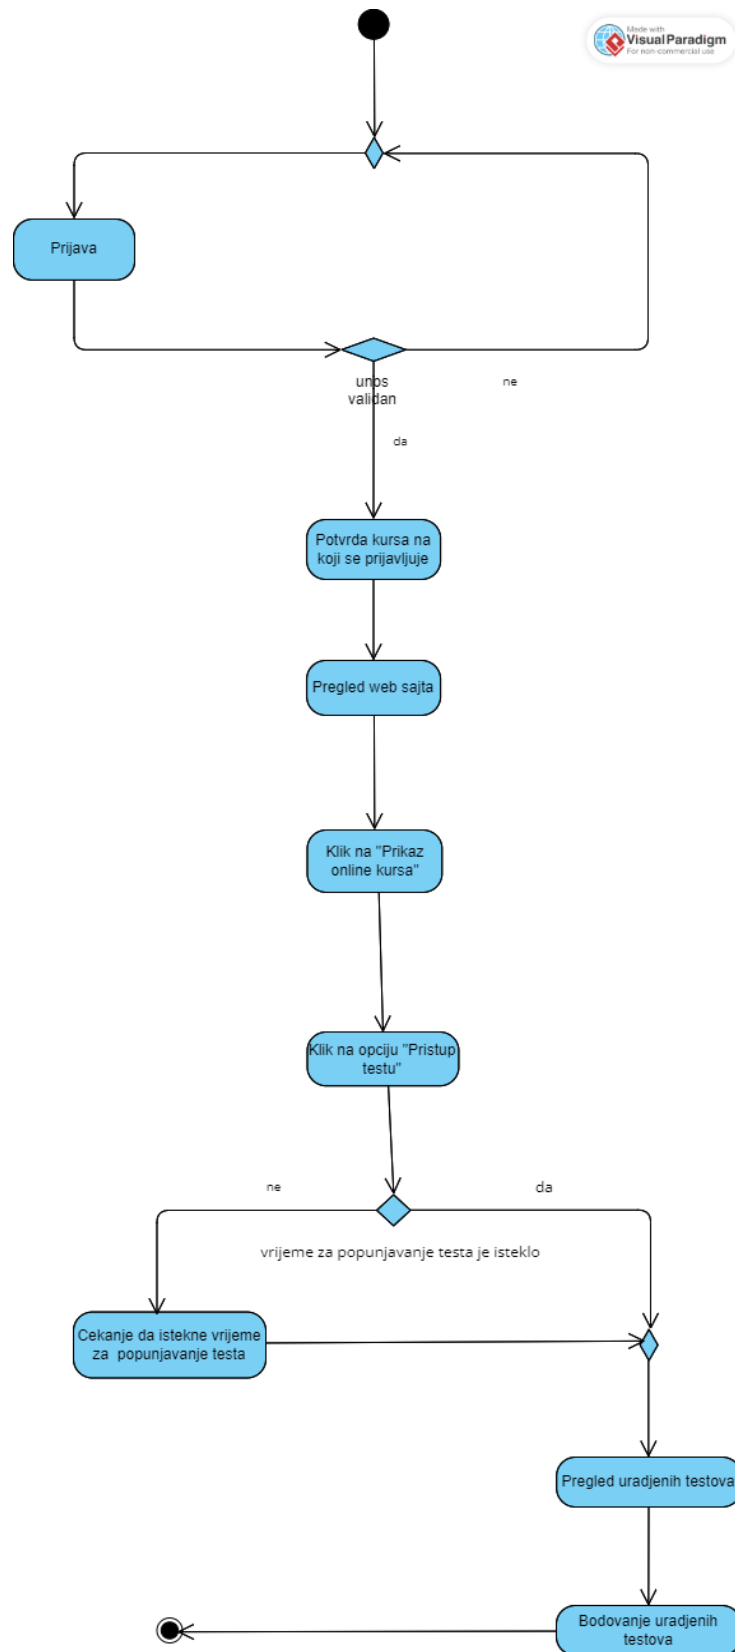 Made with
Visual Paradigm
For non-commercial use
Prijava
unos
validan
ne
da
Potvrda kursa na
koji se prijavljuje
Pregled web sajta
Klik na "Prikaz
online kursa"
Klik na opciju "Pristup
testu"
ne
da
vrijeme za popunjavanje testa je isteklo
Cekanje da istekne vrijeme
za popunjavanje testa
Pregled uradjenih testova
Bodovanje uradjenih
testova